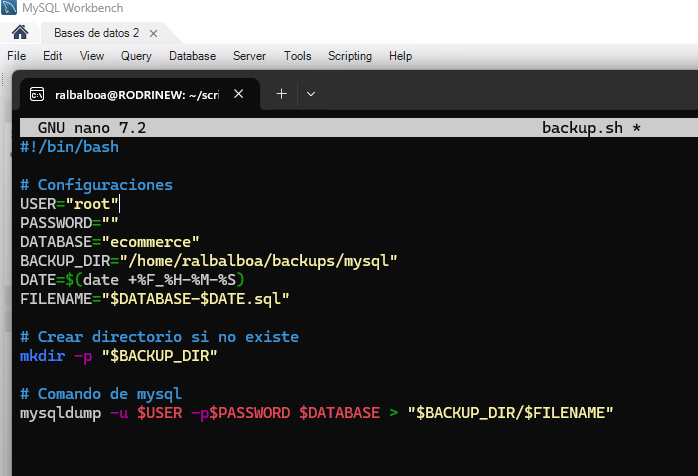 MySQL Workbench
Bases de datos 2 ×
File Edit View Query Database Server Tools Scripting Help
ralbalboa@RODRINEW: ~/scri × +
GNU nano 7.2 backup.sh *
#!/bin/bash
# Configuraciones
USER="root"
PASSWORD=""
DATABASE="ecommerce"
BACKUP_DIR="/home/ralbalboa/backups/mysql"
DATE=$(date +%F_%H-%M-%S)
FILENAME="$DATABASE-$DATE.sql"
# Crear directorio si no existe
mkdir -p "$BACKUP_DIR"
# Comando de mysql
mysqldump -u $USER -p$PASSWORD $DATABASE > "$BACKUP_DIR/$FILENAME"